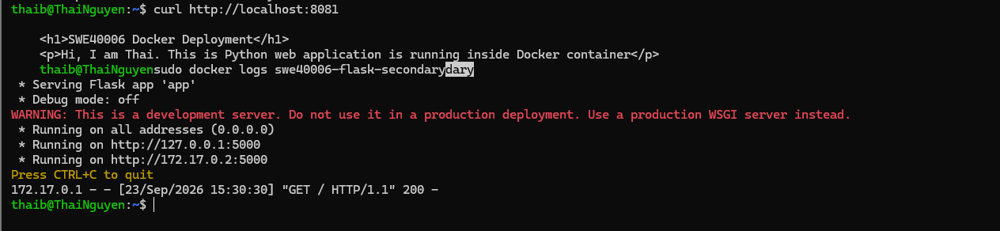 thaib@ThaiNguyen:~$ curl http://localhost:8081
<h1>SWE40006 Docker Deployment</h1>
<p>Hi, I am Thai. This is Python web application is running inside Docker container</p>
thaib@ThaiNguyensudo docker logs swe40006-flask-secondarydary
* Serving Flask app 'app'
* Debug mode: off
WARNING: This is a development server. Do not use it in a production deployment. Use a production WSGI server instead.
* Running on all addresses (0.0.0.0)
* Running on http://127.0.0.1:5000
* Running on http://172.17.0.2:5000
Press CTRL+C to quit
172.17.0.1 - - [23/Sep/2026 15:30:30] "GET / HTTP/1.1" 200 -
thaib@ThaiNguyen:~$